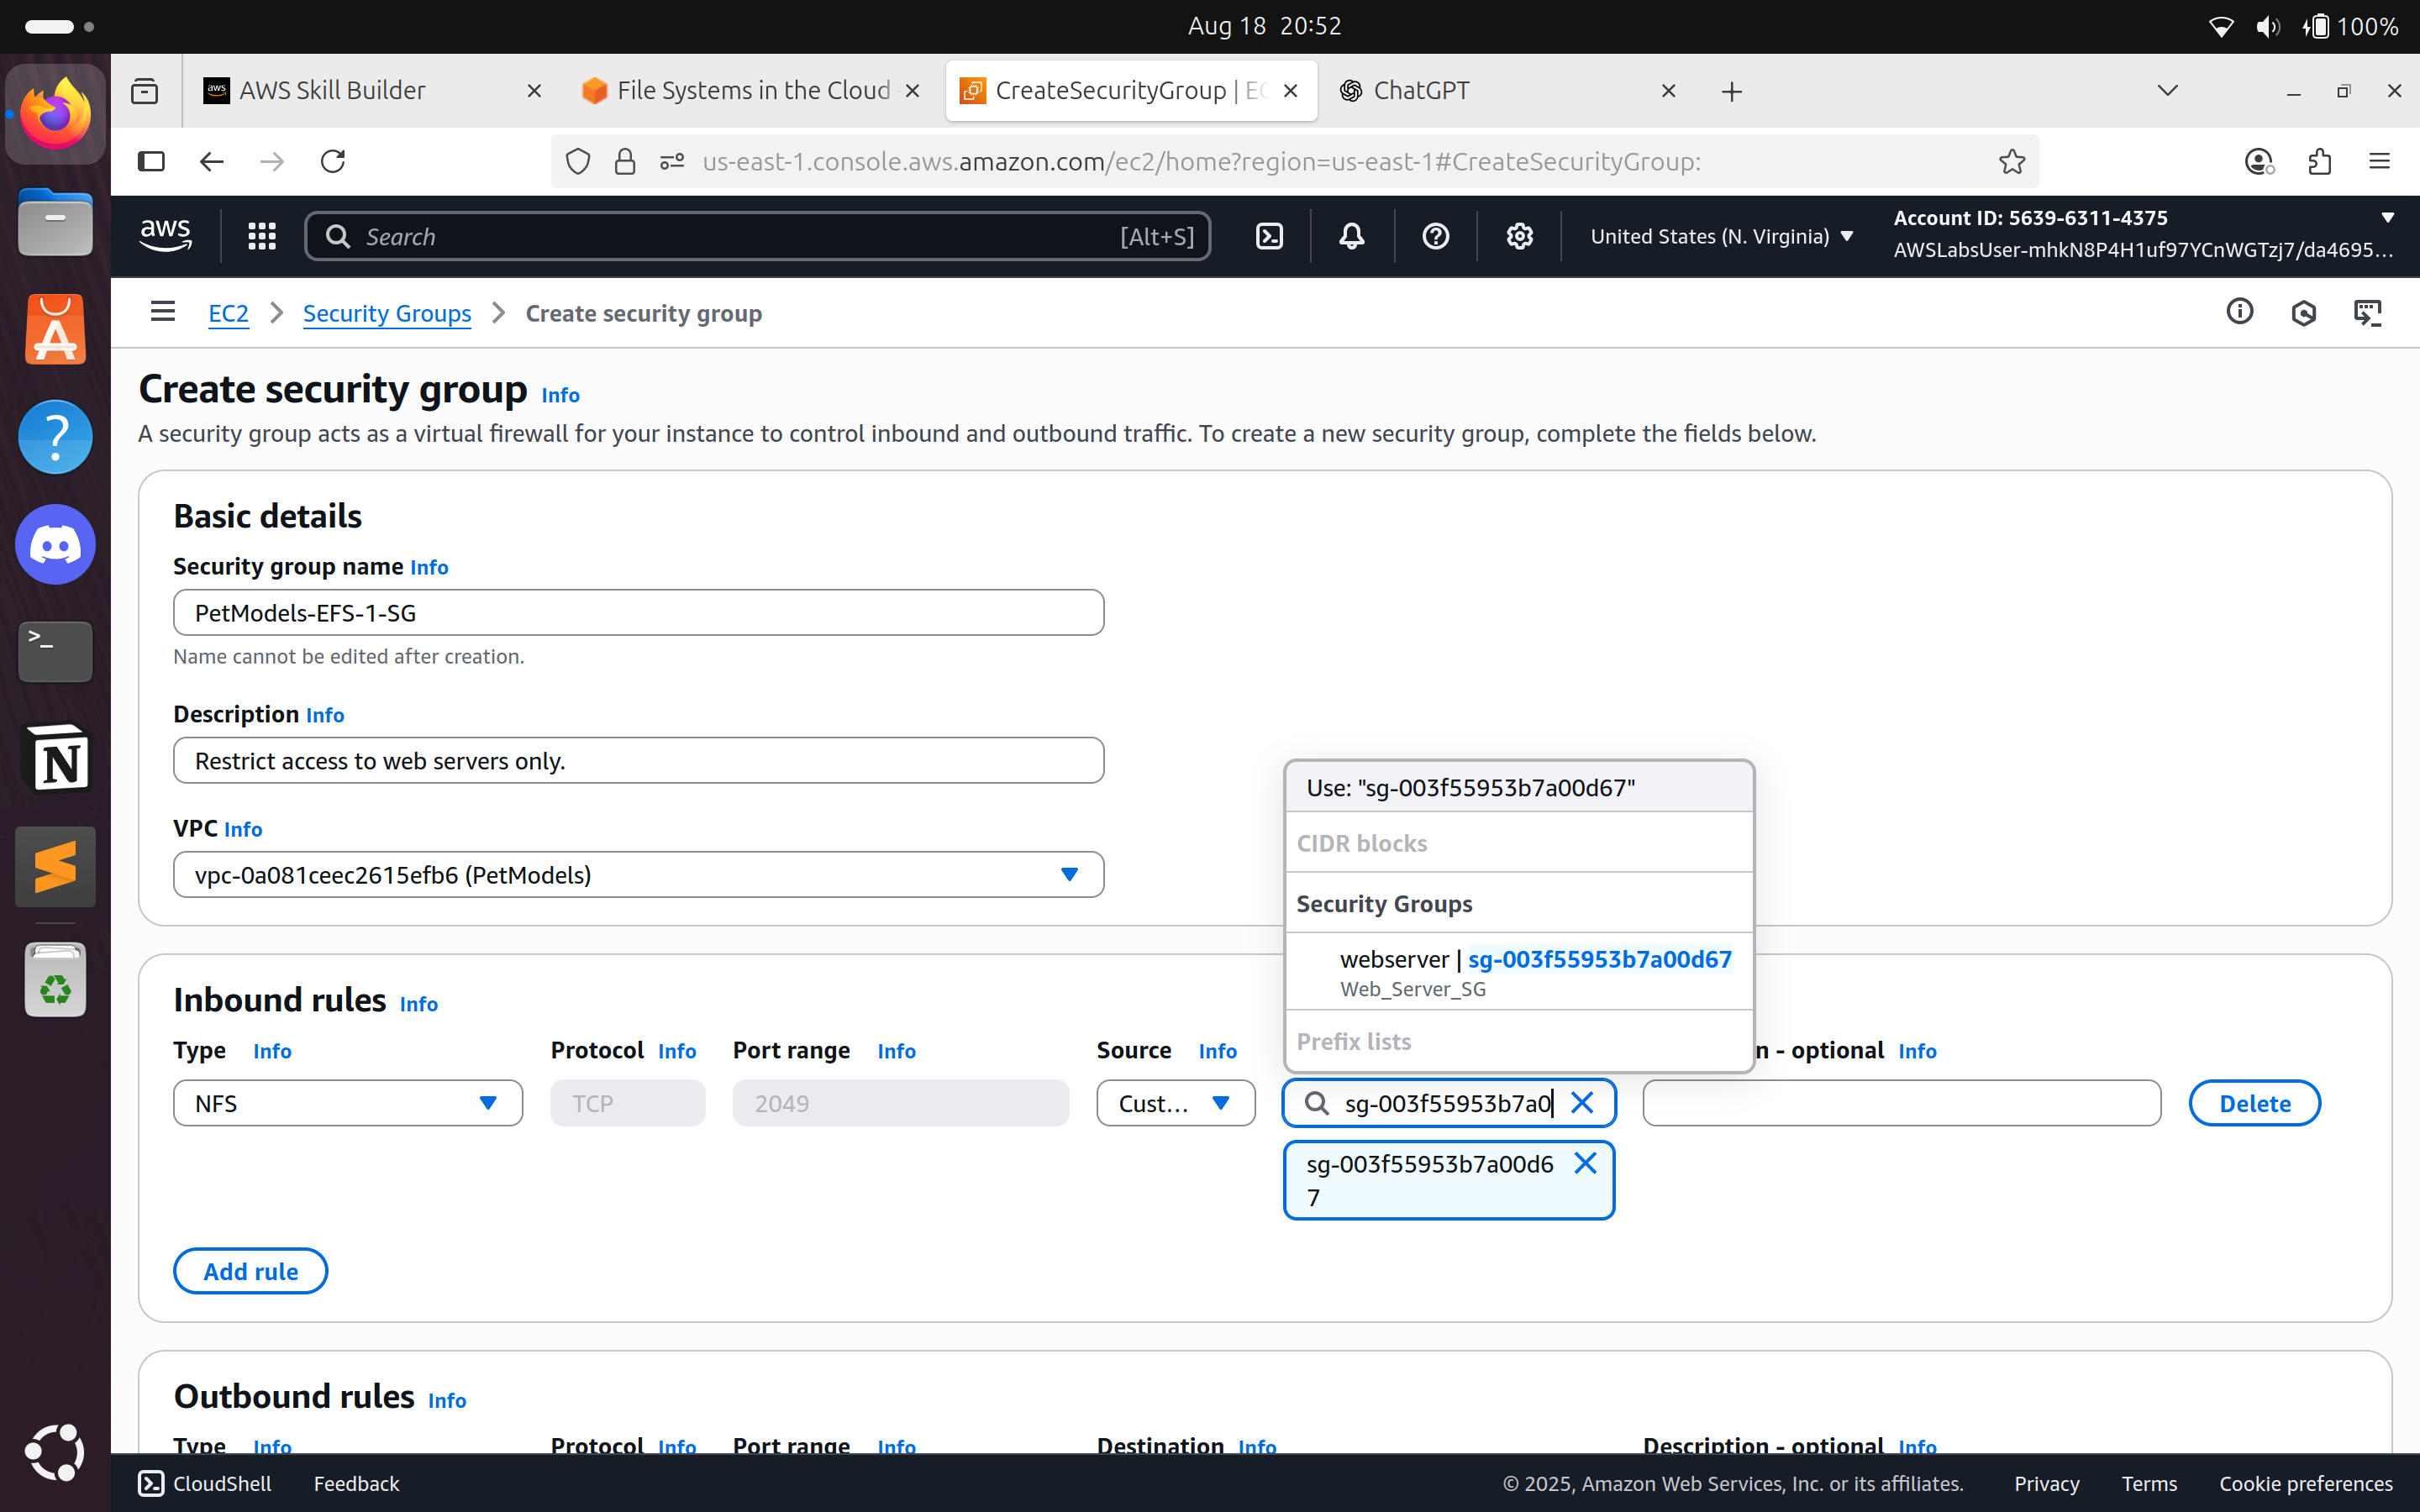 Aug 18 20:52
100%
AWS Skill Builder
File Systems in the Cloud
CreateSecurityGroup | EC
ChatGPT
us-east-1.console.aws.amazon.com/ec2/home?region=us-east-1#CreateSecurityGroup:
aws
Search
[Alt+S]
United States (N. Virginia)
Account ID: 5639-6311-4375
AWSLabsUser-mhkN8P4H1uf97YCnWGTzj7/da4695...
EC2
Security Groups
Create security group
Create security group Info
A security group acts as a virtual firewall for your instance to control inbound and outbound traffic. To create a new security group, complete the fields below.
Basic details
Security group name Info
PetModels-EFS-1-SG
Name cannot be edited after creation.
Description Info
Restrict access to web servers only.
VPC Info
vpc-0a081ceec2615efb6 (PetModels)
Use: "sg-003f55953b7a00d67"
CIDR blocks
Security Groups
webserver | sg-003f55953b7a00d67
Web_Server_SG
Prefix lists
Inbound rules Info
Type Info Protocol Info Port range Info Source Info n - optional Info
NFS TCP 2049 Cust... sg-003f55953b7a0 Delete
sg-003f55953b7a00d6
7
Add rule
Outbound rules Info
Type Info Protocol Info Port range Info Destination Info Description - optional Info
CloudShell Feedback © 2025, Amazon Web Services, Inc. or its affiliates. Privacy Terms Cookie preferences